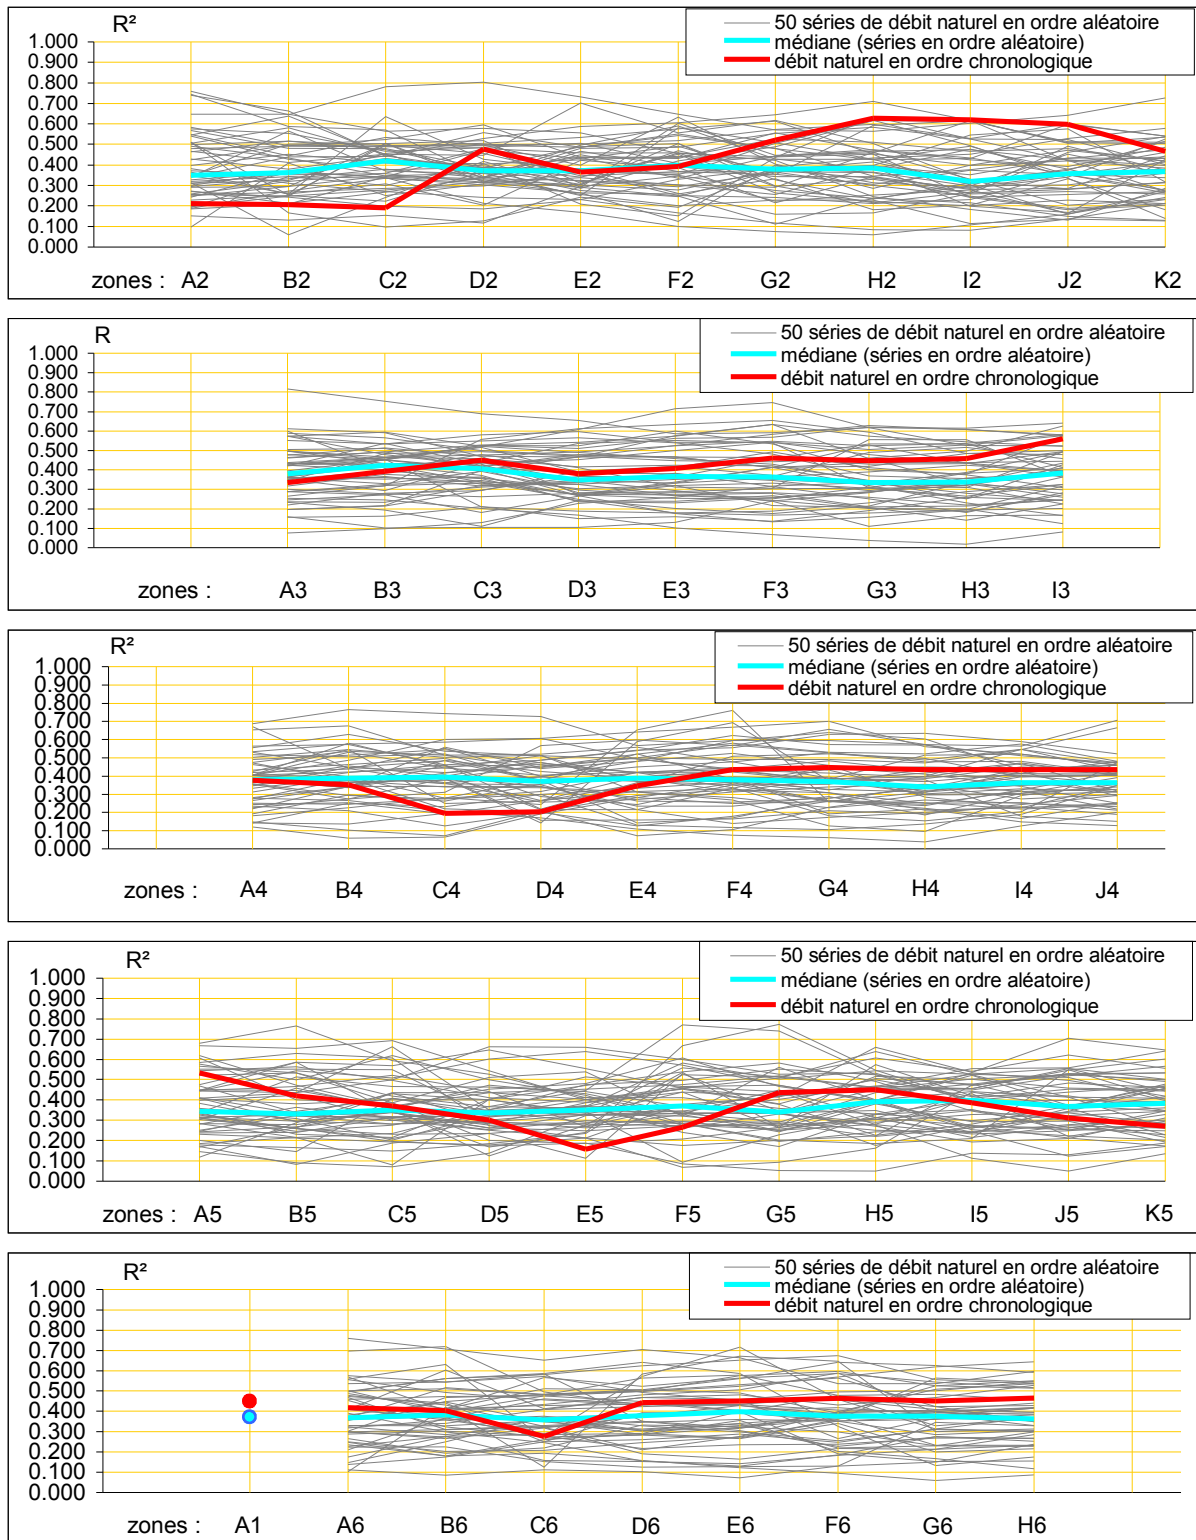 R²
50 séries de débit naturel en ordre aléatoire
médiane (séries en ordre aléatoire)
débit naturel en ordre chronologique
1.000
0.900
0.800
0.700
0.600
0.500
0.400
0.300
0.200
0.100
0.000
zones : A2 B2 C2 D2 E2 F2 G2 H2 I2 J2 K2
R
50 séries de débit naturel en ordre aléatoire
médiane (séries en ordre aléatoire)
débit naturel en ordre chronologique
1.000
0.900
0.800
0.700
0.600
0.500
0.400
0.300
0.200
0.100
0.000
zones : A3 B3 C3 D3 E3 F3 G3 H3 I3
R²
50 séries de débit naturel en ordre aléatoire
médiane (séries en ordre aléatoire)
débit naturel en ordre chronologique
1.000
0.900
0.800
0.700
0.600
0.500
0.400
0.300
0.200
0.100
0.000
zones : A4 B4 C4 D4 E4 F4 G4 H4 I4 J4
R²
50 séries de débit naturel en ordre aléatoire
médiane (séries en ordre aléatoire)
débit naturel en ordre chronologique
1.000
0.900
0.800
0.700
0.600
0.500
0.400
0.300
0.200
0.100
0.000
zones : A5 B5 C5 D5 E5 F5 G5 H5 I5 J5 K5
R²
50 séries de débit naturel en ordre aléatoire
médiane (séries en ordre aléatoire)
débit naturel en ordre chronologique
1.000
0.900
0.800
0.700
0.600
0.500
0.400
0.300
0.200
0.100
0.000
zones : A1 A6 B6 C6 D6 E6 F6 G6 H6